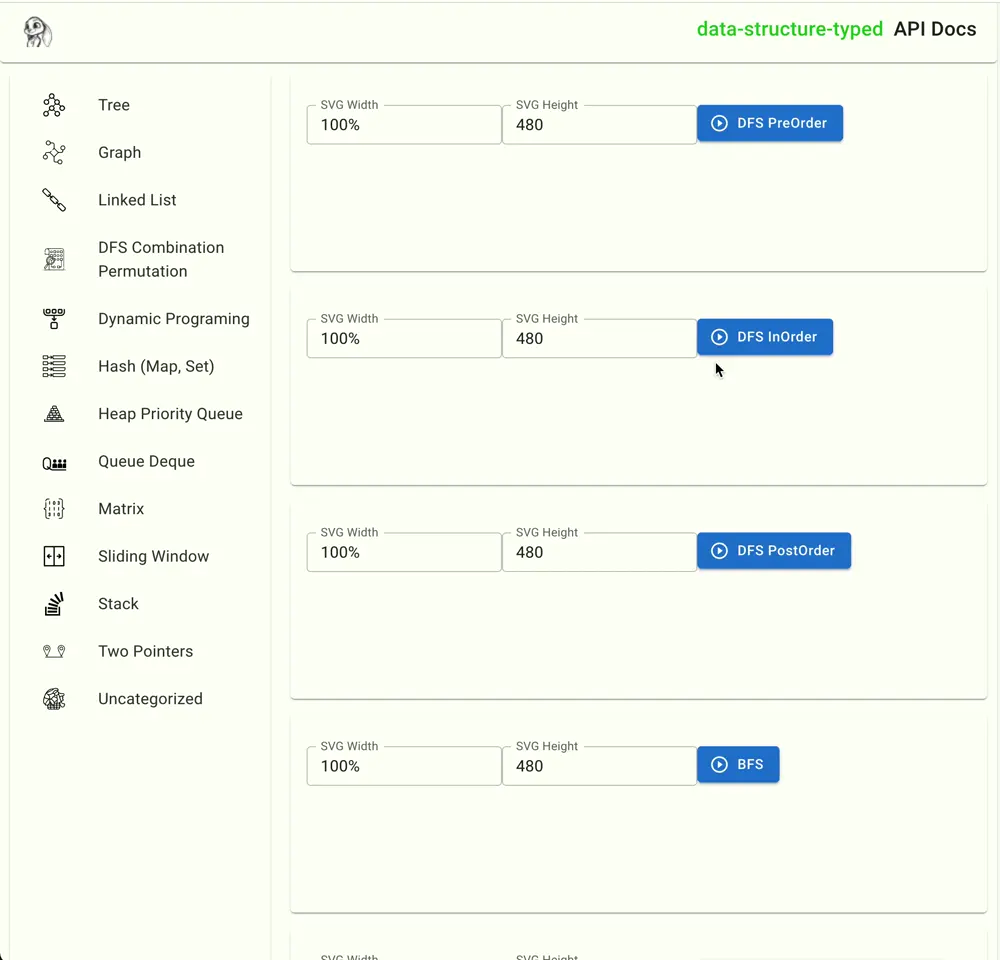 data-structure-typed API Docs
Tree
Graph
Linked List
DFS Combination
Permutation
Dynamic Programing
Hash (Map, Set)
Heap Priority Queue
Queue Deque
Matrix
Sliding Window
Stack
Two Pointers
Uncategorized
SVG Width SVG Height
100% 480 DFS PreOrder
SVG Width SVG Height
100% 480 DFS InOrder
SVG Width SVG Height
100% 480 DFS PostOrder
SVG Width SVG Height
100% 480 BFS
SVG Width SVG Height